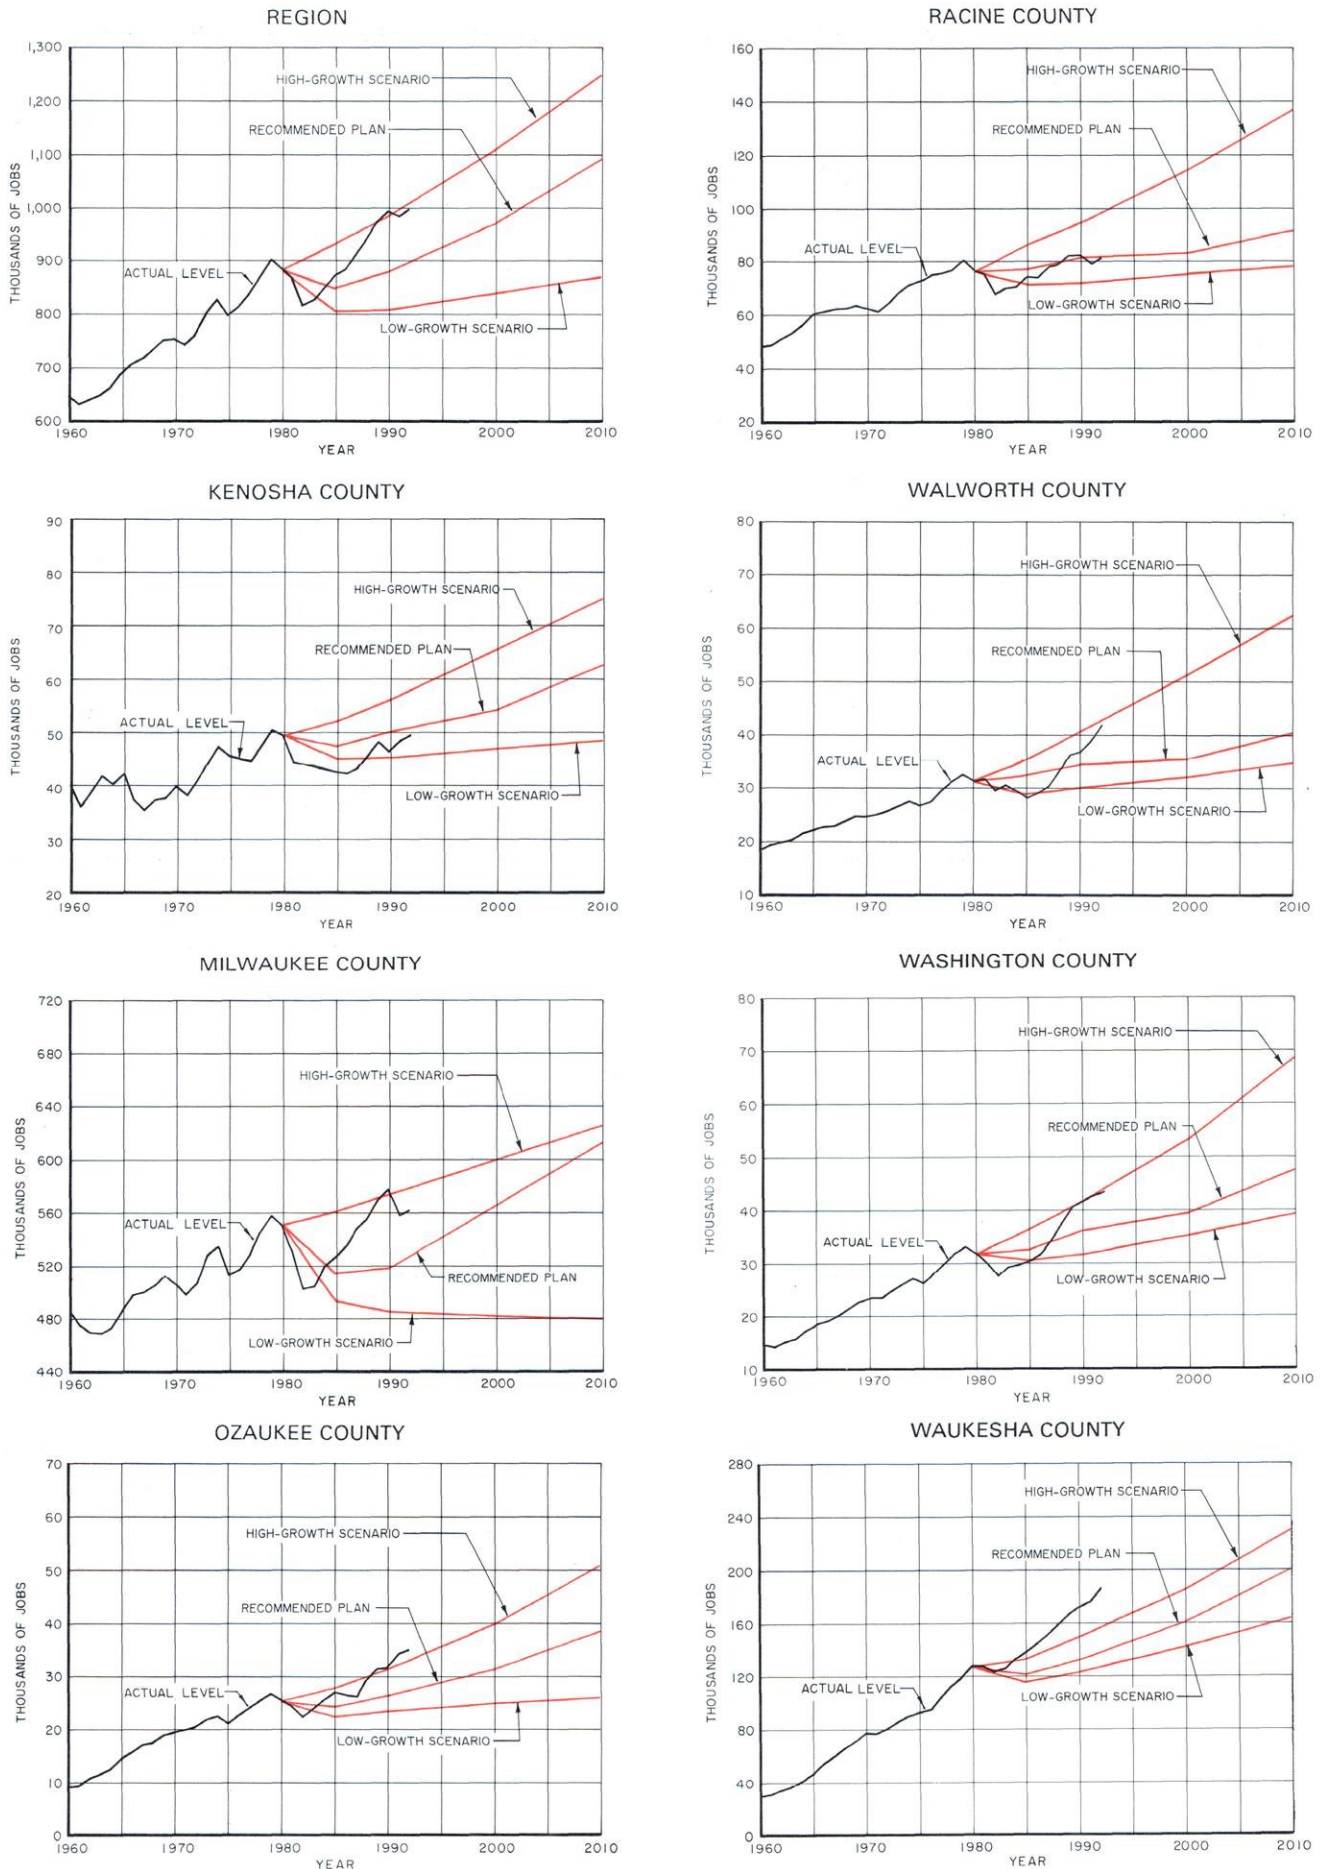 REGION
1,300
1,200
1,100
1,000
900
800
700
600
THOUSANDS OF JOBS
HIGH-GROWTH SCENARIO
RECOMMENDED PLAN
ACTUAL LEVEL
LOW-GROWTH SCENARIO
1960 1970 1980 1990 2000 2010
YEAR
RACINE COUNTY
160
140
120
100
80
60
40
20
THOUSANDS OF JOBS
HIGH-GROWTH SCENARIO
RECOMMENDED PLAN
ACTUAL LEVEL
LOW-GROWTH SCENARIO
1960 1970 1980 1990 2000 2010
YEAR
KENOSHA COUNTY
90
80
70
60
50
40
30
20
THOUSANDS OF JOBS
HIGH-GROWTH SCENARIO
RECOMMENDED PLAN
ACTUAL LEVEL
LOW-GROWTH SCENARIO
1960 1970 1980 1990 2000 2010
YEAR
WALWORTH COUNTY
80
70
60
50
40
30
20
10
THOUSANDS OF JOBS
HIGH-GROWTH SCENARIO
RECOMMENDED PLAN
ACTUAL LEVEL
LOW-GROWTH SCENARIO
1960 1970 1980 1990 2000 2010
YEAR
MILWAUKEE COUNTY
720
680
640
600
560
520
480
440
THOUSANDS OF JOBS
HIGH-GROWTH SCENARIO
ACTUAL LEVEL
RECOMMENDED PLAN
LOW-GROWTH SCENARIO
1960 1970 1980 1990 2000 2010
YEAR
WASHINGTON COUNTY
80
70
60
50
40
30
20
10
THOUSANDS OF JOBS
HIGH-GROWTH SCENARIO
RECOMMENDED PLAN
ACTUAL LEVEL
LOW-GROWTH SCENARIO
1960 1970 1980 1990 2000 2010
YEAR
OZAUKEE COUNTY
70
60
50
40
30
20
10
0
THOUSANDS OF JOBS
HIGH-GROWTH SCENARIO
RECOMMENDED PLAN
ACTUAL LEVEL
LOW-GROWTH SCENARIO
1960 1970 1980 1990 2000 2010
YEAR
WAUKESHA COUNTY
280
240
200
160
120
80
40
0
THOUSANDS OF JOBS
HIGH-GROWTH SCENARIO
RECOMMENDED PLAN
ACTUAL LEVEL
LOW-GROWTH SCENARIO
1960 1970 1980 1990 2000 2010
YEAR